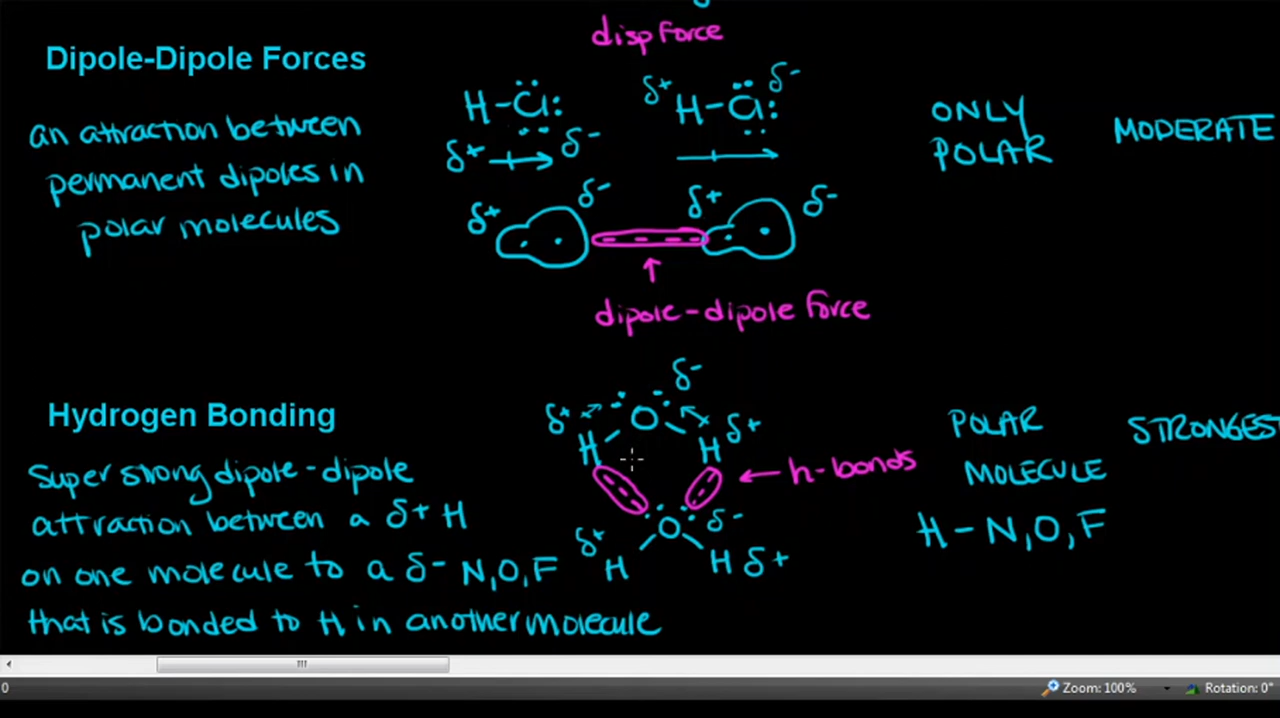 disp force
Dipole-Dipole Forces
an attraction between
permanent dipoles in
polar molecules
H-Cl:
δ+ δ-
δ+ H-Cl: δ-
δ+ δ- δ+ δ-
dipole-dipole force
ONLY
POLAR
MODERATE
Hydrogen Bonding
Super strong dipole-dipole
attraction between a δ+ H
on one molecule to a δ- N,O,F
that is bonded to H in another molecule
δ-
δ+ O
H H δ+
h-bonds
O δ-
δ+
H H δ+
POLAR
MOLECULE
H-N,O,F
STRONGEST
0
Zoom: 100% Rotation: 0°